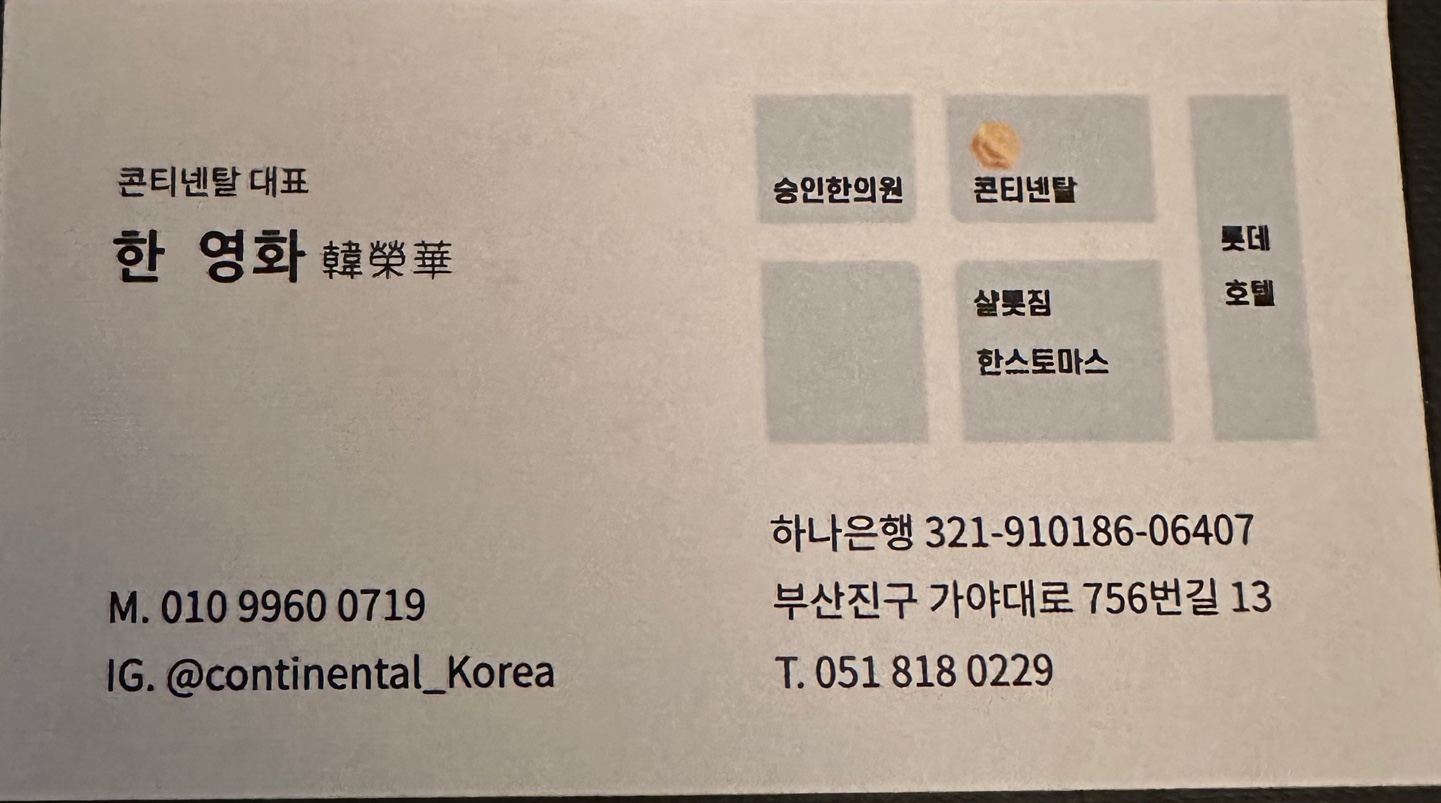 콘티넨탈 대표
한 영화 韓榮華
M. 010 9960 0719
IG. @continental_Korea
승인한의원
콘티넨탈
롯데
호텔
샬롯짐
한스토마스
하나은행 321-910186-06407
부산진구 가야대로 756번길 13
T. 051 818 0229